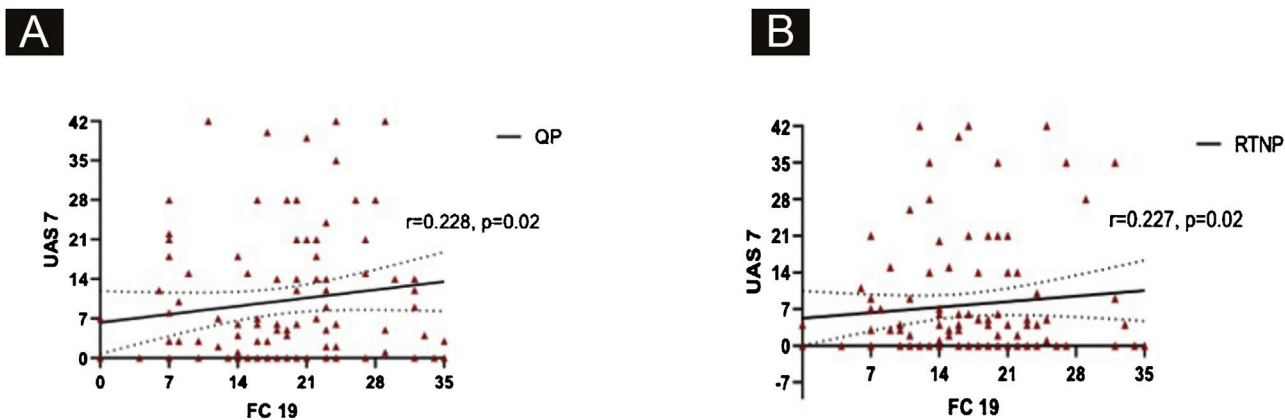 A
42
35
28
21
14
7
0
UAS 7
0 7 14 21 28 35
FC 19
QP
r=0.228, p=0.02
B
42
35
28
21
14
7
0
-7
UAS 7
7 14 21 28 35
FC 19
RTNP
r=0.227, p=0.02